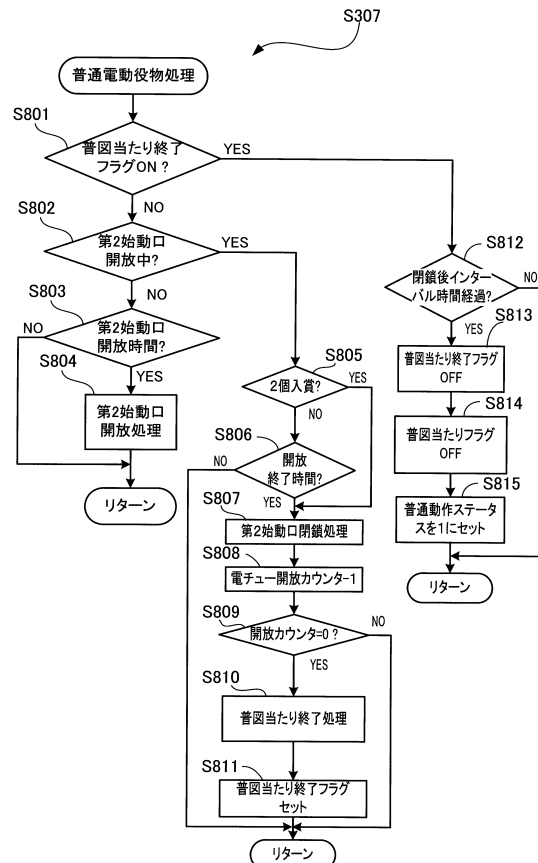 S307
普通電動役物処理
S801
普図当たり終了
フラグON？
YES
NO
S802
第2始動口
開放中？
YES
NO
S803
第2始動口
開放時間？
NO
YES
S804
第2始動口
開放処理
リターン
S805
2個入賞？
YES
NO
S806
開放
終了時間？
NO
YES
S807
第2始動口閉鎖処理
S808
電チュー開放カウンタ-1
S809
開放カウンタ=0？
NO
YES
S810
普図当たり終了処理
S811
普図当たり終了フラグ
セット
リターン
S812
閉鎖後インター
バル時間経過？
NO
YES
S813
普図当たり終了フラグ
OFF
S814
普図当たりフラグ
OFF
S815
普通動作ステータ
スを1にセット
リターン